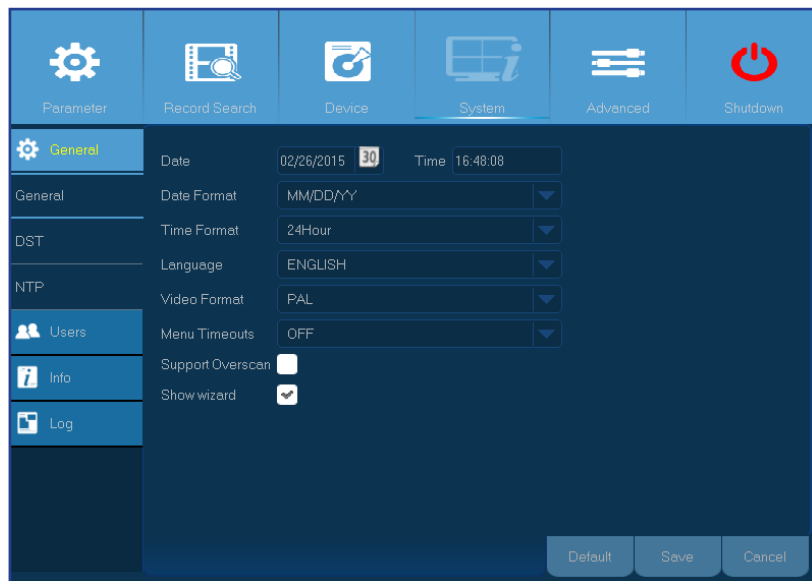 Parameter Record Search Device System Advanced Shutdown
General
General
DST
NTP
Users
Info
Log
Date 02/26/2015 30 Time 16:48:08
Date Format MM/DD/YY
Time Format 24Hour
Language ENGLISH
Video Format PAL
Menu Timeouts OFF
Support Overscan
Show wizard
Default Save Cancel